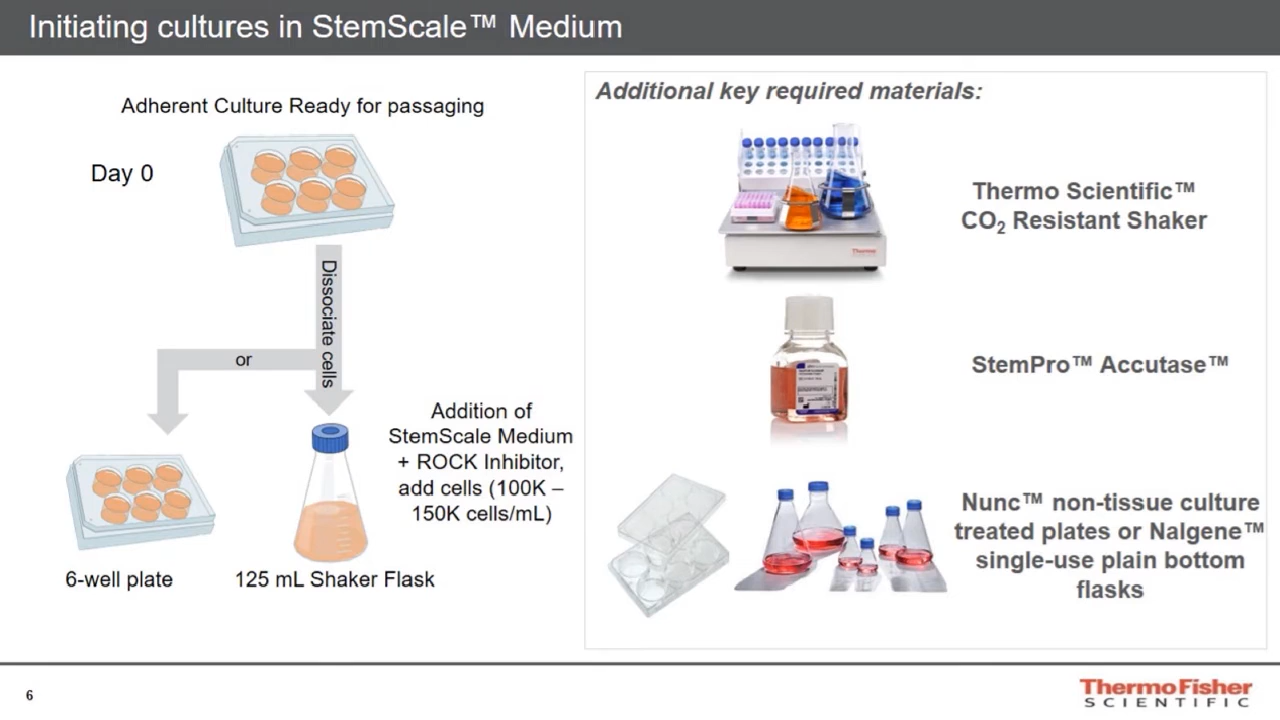 Initiating cultures in StemScale™ Medium
Adherent Culture Ready for passaging
Day 0
Dissociate cells
or
Addition of
StemScale Medium
+ ROCK Inhibitor,
add cells (100K –
150K cells/mL)
6-well plate
125 mL Shaker Flask
Additional key required materials:
Thermo
Thermo Scientific™
CO₂ Resistant Shaker
StemPro™ Accutase™
Nunc™ non-tissue culture
treated plates or Nalgene™
single-use plain bottom
flasks
6
ThermoFisher
SCIENTIFIC